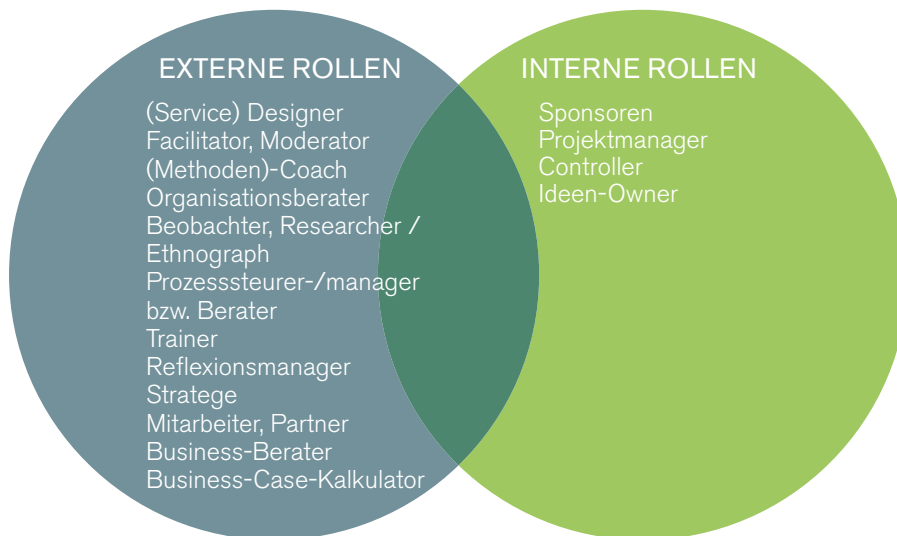 EXTERNE ROLLEN
(Service) Designer
Facilitator, Moderator
(Methoden)-Coach
Organisationsberater
Beobachter, Researcher /
Ethnograph
Prozesssteurer-/manager
bzw. Berater
Trainer
Reflexionsmanager
Stratege
Mitarbeiter, Partner
Business-Berater
Business-Case-Kalkulator
INTERNE ROLLEN
Sponsoren
Projektmanager
Controller
Ideen-Owner